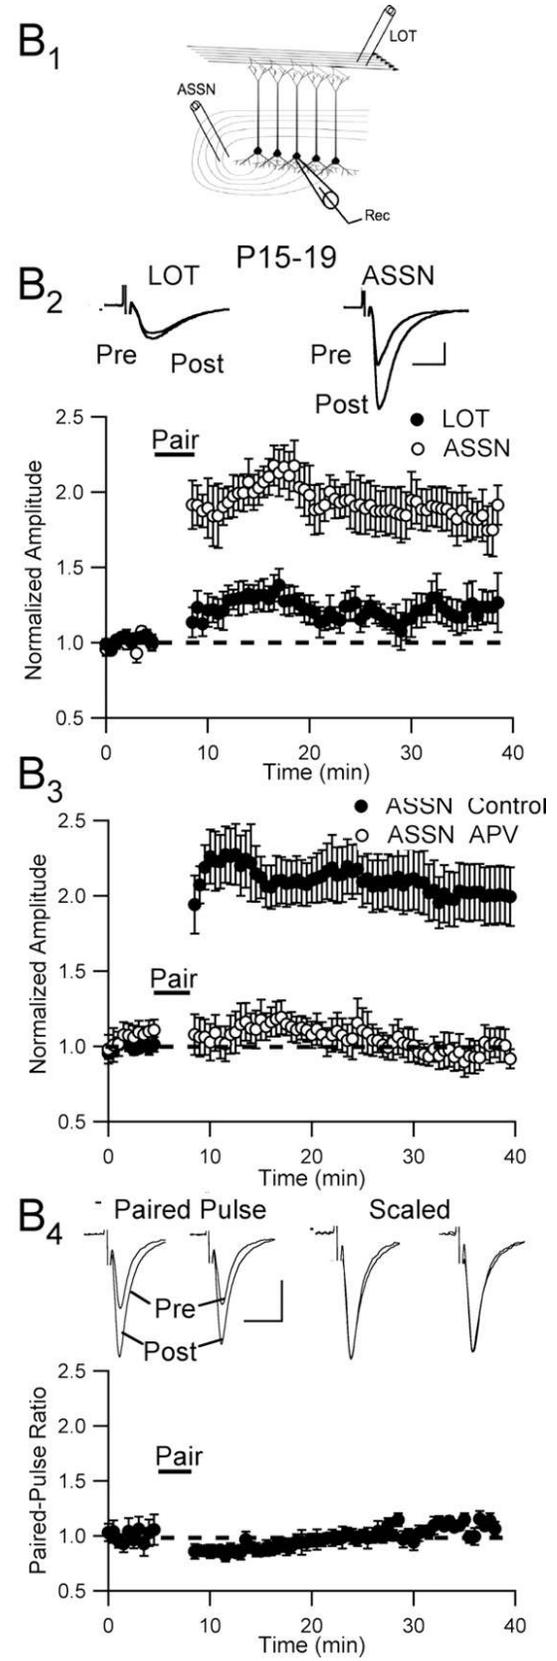 B1
LOT
ASSN
Rec
P15-19
B2
LOT
ASSN
Pre
Post
Pre
Post
LOT
ASSN
Pair
2.5
2.0
1.5
1.0
0.5
Normalized Amplitude
0
10
20
30
40
Time (min)
B3
ASSN Control
ASSN APV
Pair
2.5
2.0
1.5
1.0
0.5
Normalized Amplitude
0
10
20
30
40
Time (min)
B4
Paired Pulse
Scaled
Pre
Post
Pair
2.5
2.0
1.5
1.0
0.5
Paired-Pulse Ratio
0
10
20
30
40
Time (min)